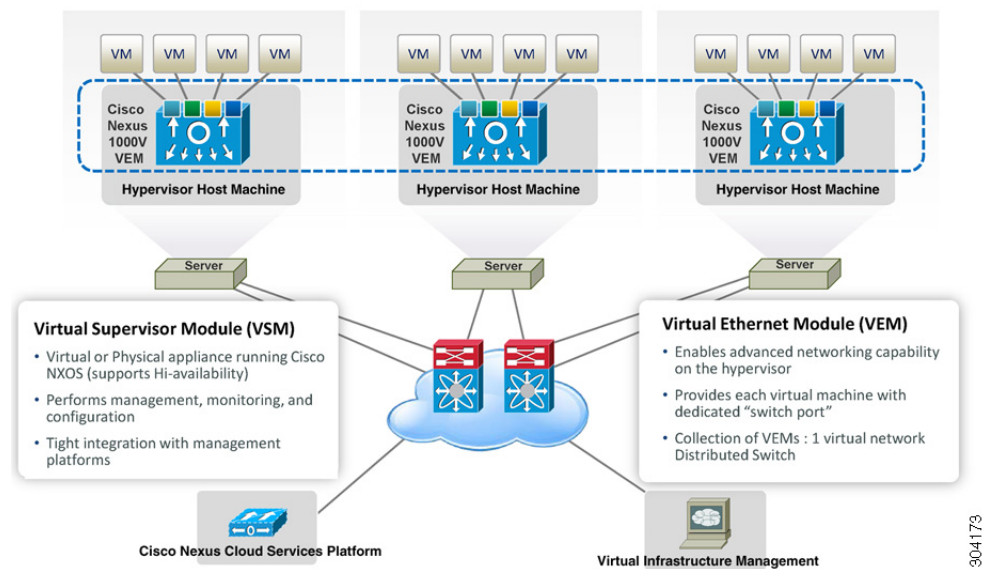 VM VM VM VM
VM VM VM VM
VM VM VM VM
Cisco
Nexus
1000V
VEM
Hypervisor Host Machine
Cisco
Nexus
1000V
VEM
Hypervisor Host Machine
Cisco
Nexus
1000V
VEM
Hypervisor Host Machine
Server
Server
Server
Virtual Supervisor Module (VSM)
• Virtual or Physical appliance running Cisco
NXOS (supports Hi-availability)
• Performs management, monitoring, and
configuration
• Tight integration with management
platforms
Virtual Ethernet Module (VEM)
• Enables advanced networking capability
on the hypervisor
• Provides each virtual machine with
dedicated “switch port”
• Collection of VEMs : 1 virtual network
Distributed Switch
Cisco Nexus Cloud Services Platform
Virtual Infrastructure Management
304173